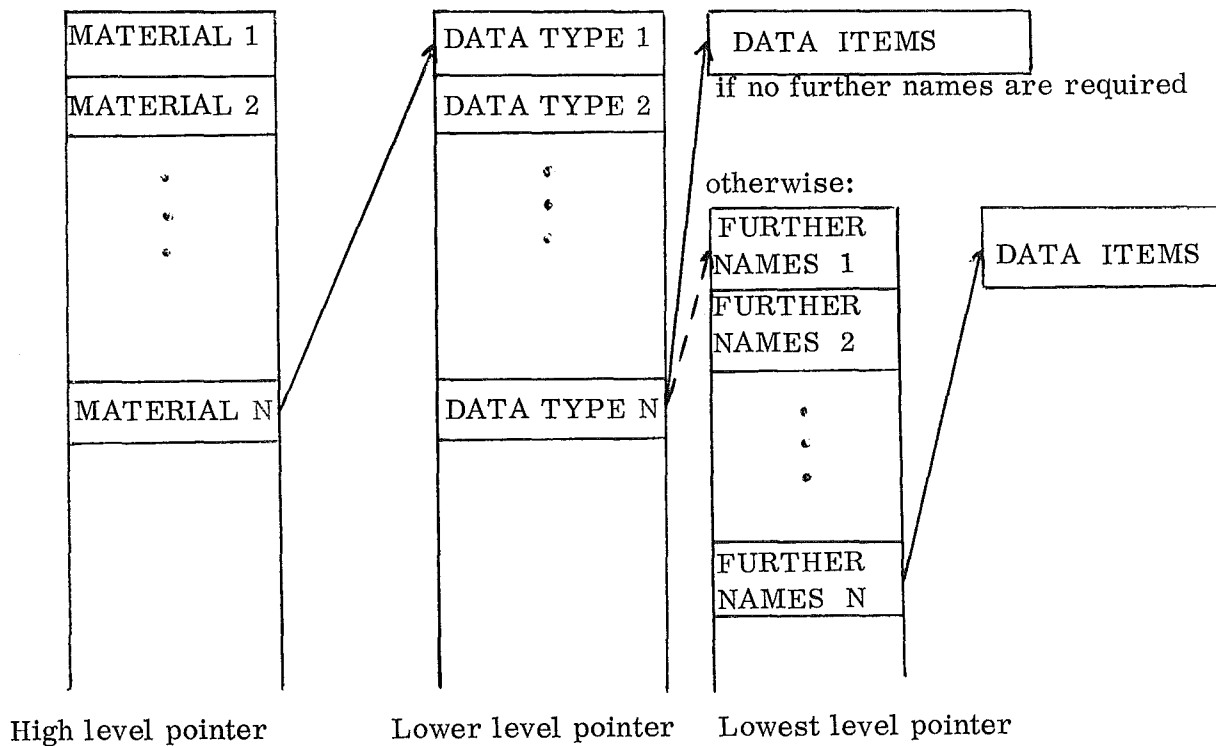 MATERIAL 1
MATERIAL 2
MATERIAL N
High level pointer
DATA TYPE 1
DATA TYPE 2
DATA TYPE N
Lower level pointer
DATA ITEMS
if no further names are required
otherwise:
FURTHER
NAMES 1
FURTHER
NAMES 2
FURTHER
NAMES N
Lowest level pointer
DATA ITEMS